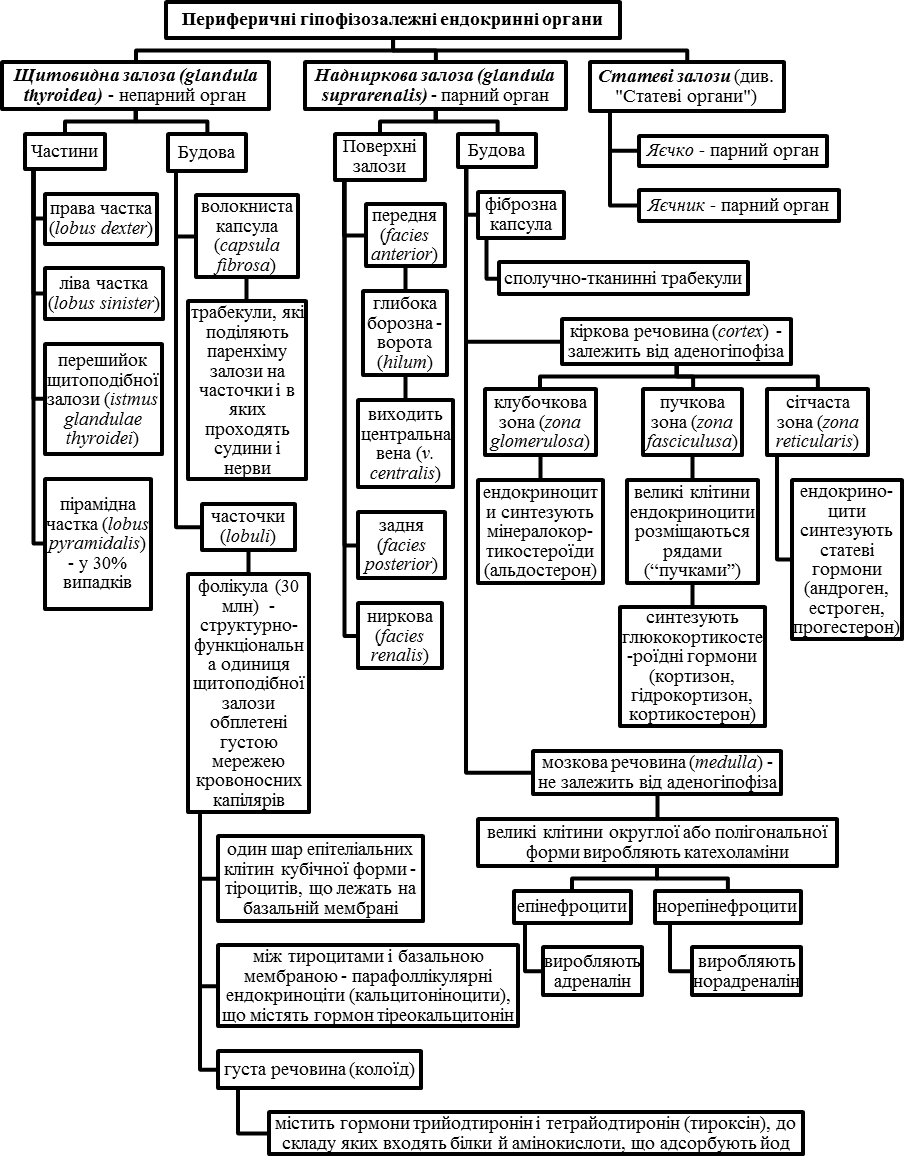 Периферичні гіпофізозалежні ендокринні органи
Щитовидна залоза (glandula
thyroidea) - непарний орган
Частини
права частка
(lobus dexter)
ліва частка
(lobus sinister)
перешийок
щитоподібної
залози (istmus
glandulae
thyroidei)
пірамідна
частка (lobus
pyramidalis)
- у 30%
випадків
Будова
волокниста
капсула
(capsula
fibrosa)
трабекули, які
поділяють
паренхіму
залози на
часточки і в
яких
проходять
судини і
нерви
часточки
(lobuli)
фолікула (30
млн) -
структурно-
функціональн
а одиниця
щитоподібної
залози
обплетені
густою
мережею
кровоносних
капілярів
один шар епітеліальних
клітин кубічної форми -
тіроцитів, що лежать на
базальній мембрані
між тироцитами і базальною
мембраною - парафоллікулярні
ендокриноціти (кальцитоніноцити),
що містять гормон тіреокальцитонін
густа речовина (колоїд)
містить гормони трийодтиронін і тетрайодтиронін (тироксін), до
складу яких входять білки й амінокислоти, що адсорбують йод
Надниркова залоза (glandula
suprarenalis) - парний орган
Поверхні
залози
передня
(facies
anterior)
глибока
борозна -
ворота
(hilum)
виходить
центральна
вена (v.
centralis)
задня
(facies
posterior)
ниркова
(facies
renalis)
Будова
фіброзна
капсула
сполучно-тканинні трабекули
кіркова речовина (cortex) -
залежить від аденогіпофіза
клубочкова
зона (zona
glomerulosa)
ендокриноцит
и синтезують
мінералокор-
тикостероїди
(альдостерон)
пучкова
зона (zona
fasciculusa)
великі клітини
ендокриноцити
розміщаються
рядами
(“пучками”)
синтезують
глюкокортикосте
-роїдні гормони
(кортизон,
гідрокортизон,
кортикостерон)
сітчаста
зона (zona
reticularis)
ендокрино-
цити
синтезують
статеві
гормони
(андроген,
естроген,
прогестерон)
мозкова речовина (medulla) -
не залежить від аденогіпофіза
великі клітини округлої або полігональної
форми виробляють катехоламіни
епінефроцити
виробляють
адреналін
норепінефроцити
виробляють
норадреналін
Статеві залози (див.
"Статеві органи")
Яєчко - парний орган
Яєчник - парний орган